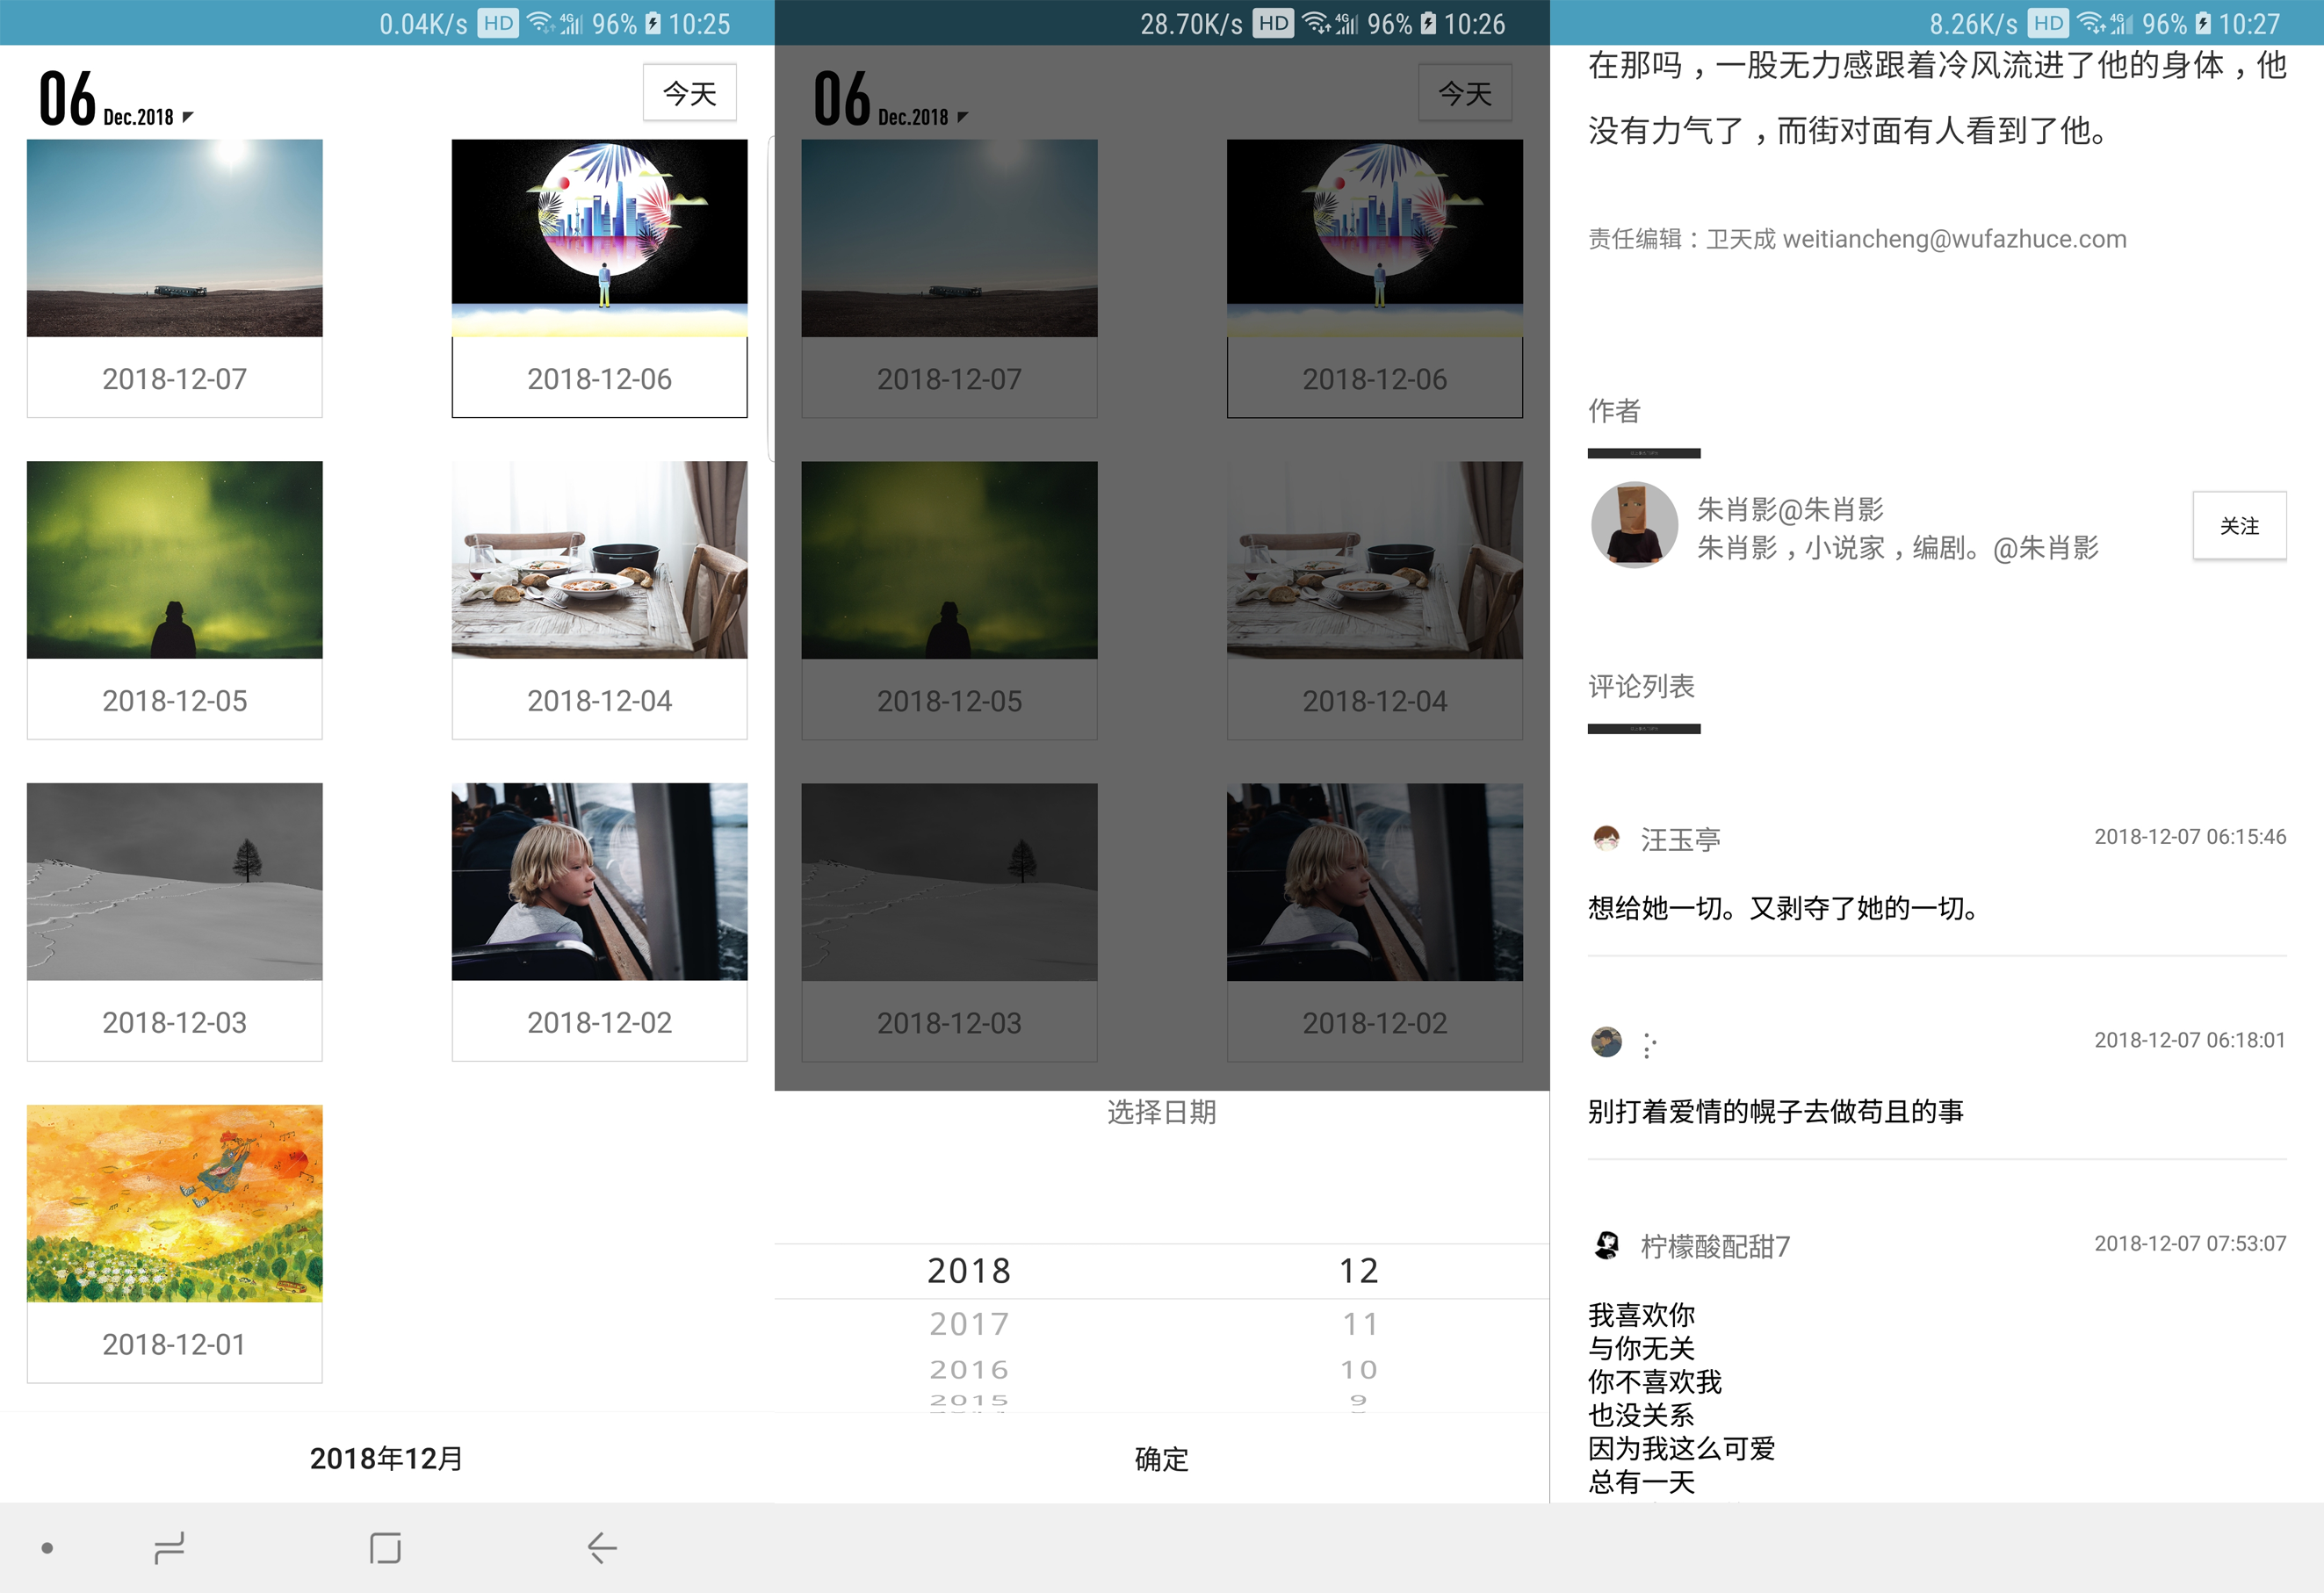 0.04K/s HD 4G 96% 10:25
06 Dec.2018
今天
2018-12-07
2018-12-06
2018-12-05
2018-12-04
2018-12-03
2018-12-02
2018-12-01
2018年12月
28.70K/s HD 4G 96% 10:26
06 Dec.2018
今天
2018-12-07
2018-12-06
2018-12-05
2018-12-04
2018-12-03
2018-12-02
选择日期
2018 12
2017 11
2016 10
2015 9
确定
8.26K/s HD 4G 96% 10:27
在那吗，一股无力感跟着冷风流进了他的身体，他
没有力气了，而街对面有人看到了他。
责任编辑：卫天成 weitiancheng@wufazhuce.com
作者
朱肖影@朱肖影
朱肖影，小说家，编剧。@朱肖影
关注
评论列表
汪玉亭 2018-12-07 06:15:46
想给她一切。又剥夺了她的一切。
2018-12-07 06:18:01
别打着爱情的幌子去做苟且的事
柠檬酸配甜7 2018-12-07 07:53:07
我喜欢你
与你无关
你不喜欢我
也没关系
因为我这么可爱
总有一天